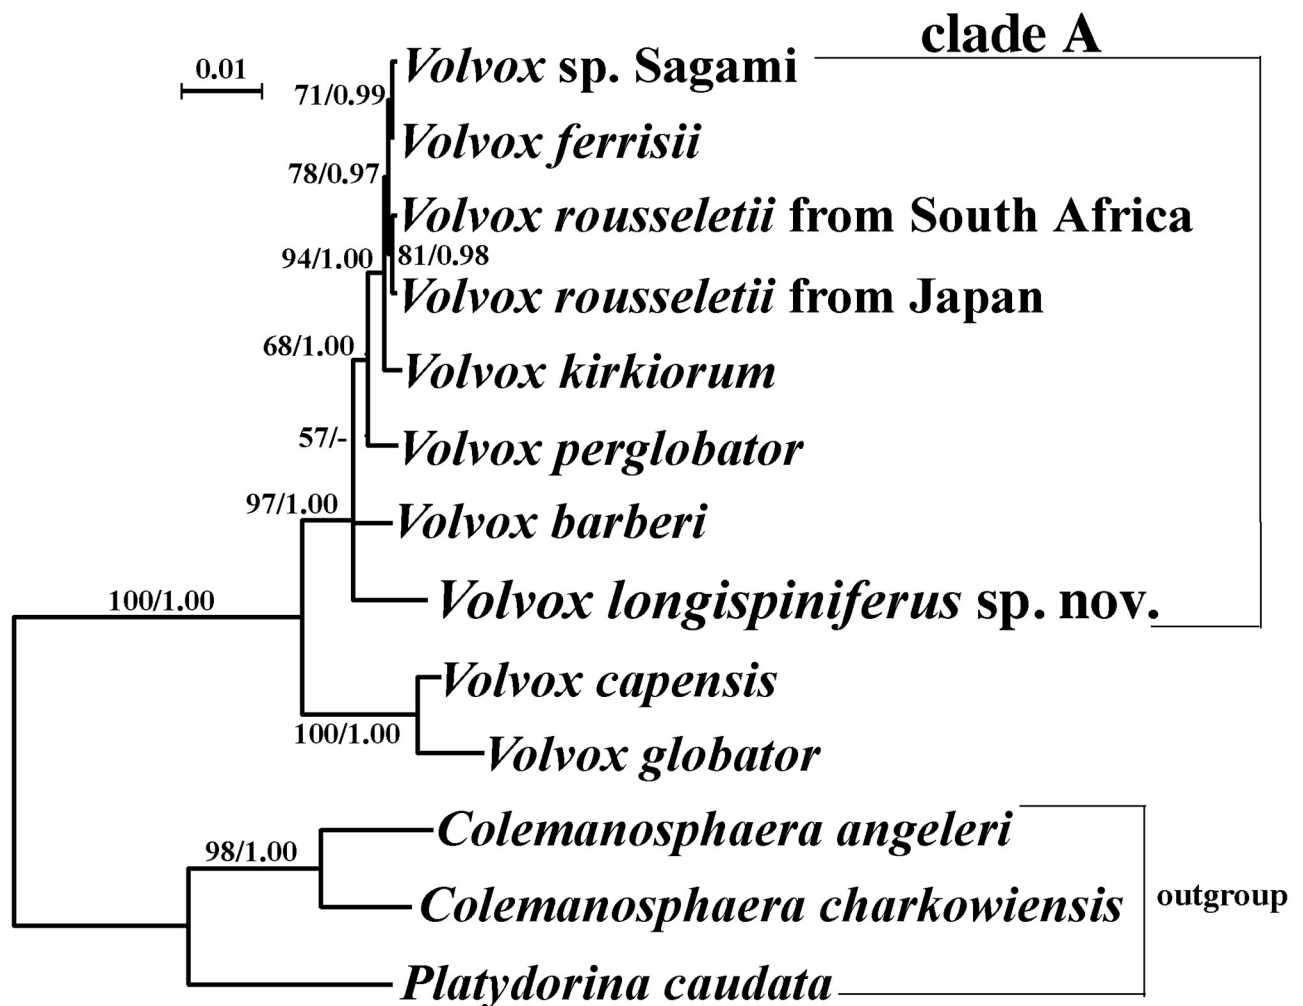 clade A
Volvox sp. Sagami
0.01
71/0.99
Volvox ferrisii
78/0.97
Volvox rousseletii from South Africa
94/1.00
81/0.98
Volvox rousseletii from Japan
68/1.00
Volvox kirkiorum
57/-
Volvox perglobator
97/1.00
Volvox barberi
100/1.00
Volvox longispiniferus sp. nov.
Volvox capensis
100/1.00
Volvox globator
Colemanosphaera angeleri
98/1.00
outgroup
Colemanosphaera charkowiensis
Platydorina caudata